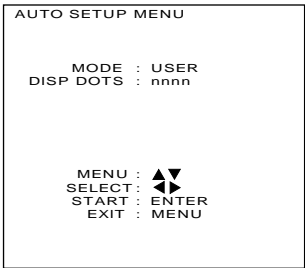 AUTO SETUP MENU
MODE : USER
DISP DOTS : nnnn
MENU : ▲▼
SELECT : ◀▶
START : ENTER
EXIT : MENU